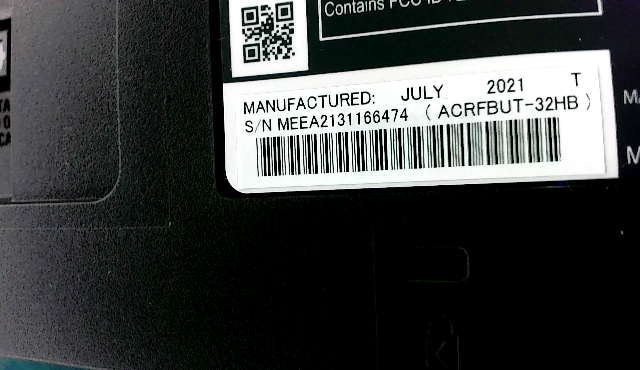 Contains FCC ID
MANUFACTURED: JULY 2021 T
S/N MEEA2131166474 ( ACRFBUT-32HB )